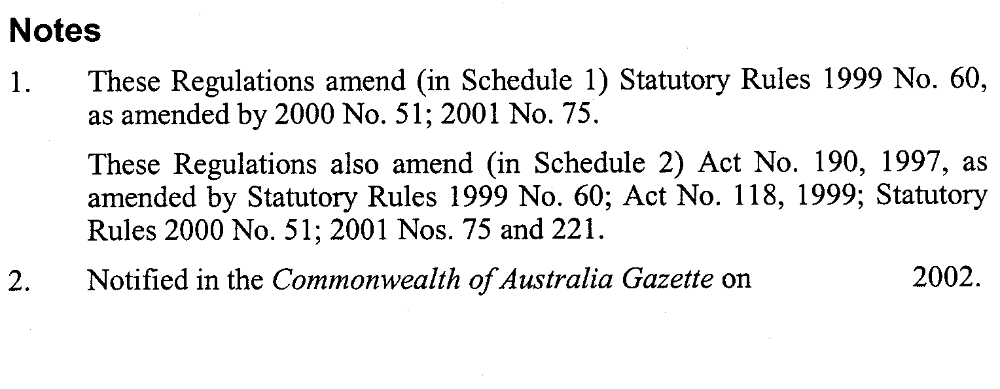 Notes
1. These Regulations amend (in Schedule 1) Statutory Rules 1999 No. 60,
as amended by 2000 No. 51; 2001 No. 75.
These Regulations also amend (in Schedule 2) Act No. 190, 1997, as
amended by Statutory Rules 1999 No. 60; Act No. 118, 1999; Statutory
Rules 2000 No. 51; 2001 Nos. 75 and 221.
2. Notified in the Commonwealth of Australia Gazette on 2002.